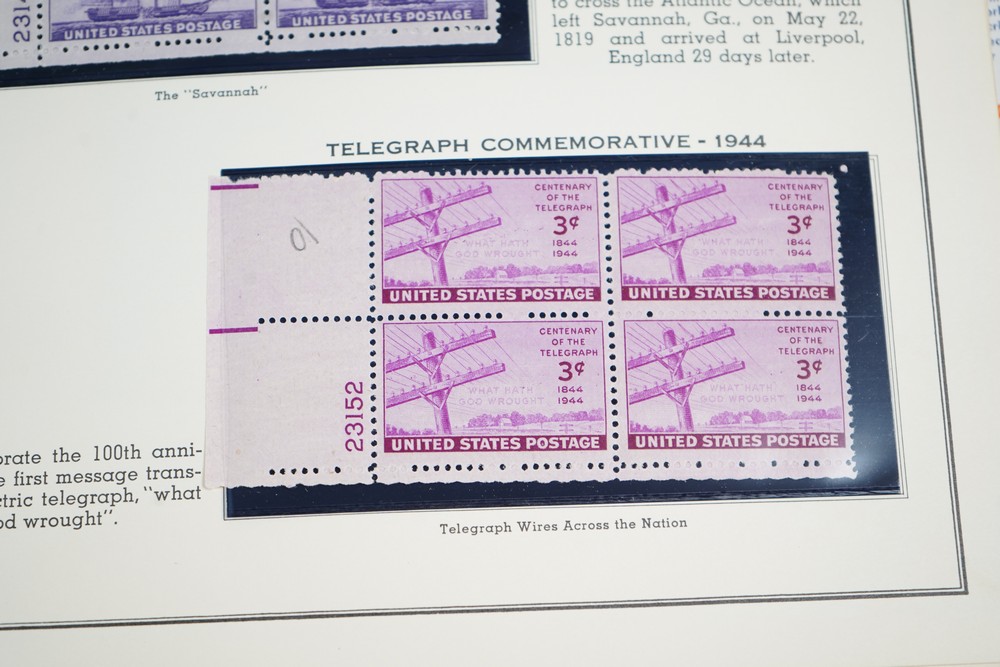 UNITED STATES POSTAGE
UNITED STATES POSTAGE
The "Savannah"
to cross the Atlantic Ocean, which
left Savannah, Ga., on May 22,
1819 and arrived at Liverpool,
England 29 days later.
TELEGRAPH COMMEMORATIVE - 1944
01
CENTENARY
OF THE
TELEGRAPH
3¢
1844
1944
WHAT HATH
GOD WROUGHT
UNITED STATES POSTAGE
CENTENARY
OF THE
TELEGRAPH
3¢
1844
1944
WHAT HATH
GOD WROUGHT
UNITED STATES POSTAGE
23152
CENTENARY
OF THE
TELEGRAPH
3¢
1844
1944
WHAT HATH
GOD WROUGHT
UNITED STATES POSTAGE
CENTENARY
OF THE
TELEGRAPH
3¢
1844
1944
WHAT HATH
GOD WROUGHT
UNITED STATES POSTAGE
orate the 100th anni-
e first message trans-
ctric telegraph, "what
od wrought".
Telegraph Wires Across the Nation